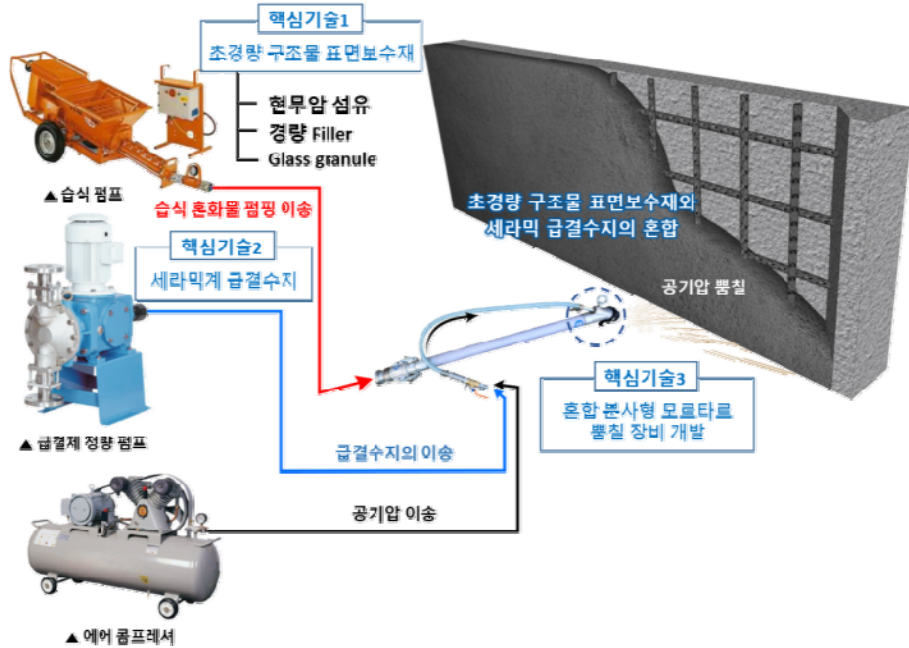 핵심기술1
초경량 구조물 표면보수재
현무암 섬유
경량 Filler
Glass granule
▲ 습식 펌프
습식 혼화물 펌핑 이송
초경량 구조물 표면보수재와
세라믹 급결수지의 혼합
공기압 뿜칠
핵심기술2
세라믹계 급결수지
핵심기술3
혼합 분사형 모르타르
뿜칠 장비 개발
▲ 급결제 정량 펌프
급결수지의 이송
공기압 이송
▲ 에어 콤프레셔